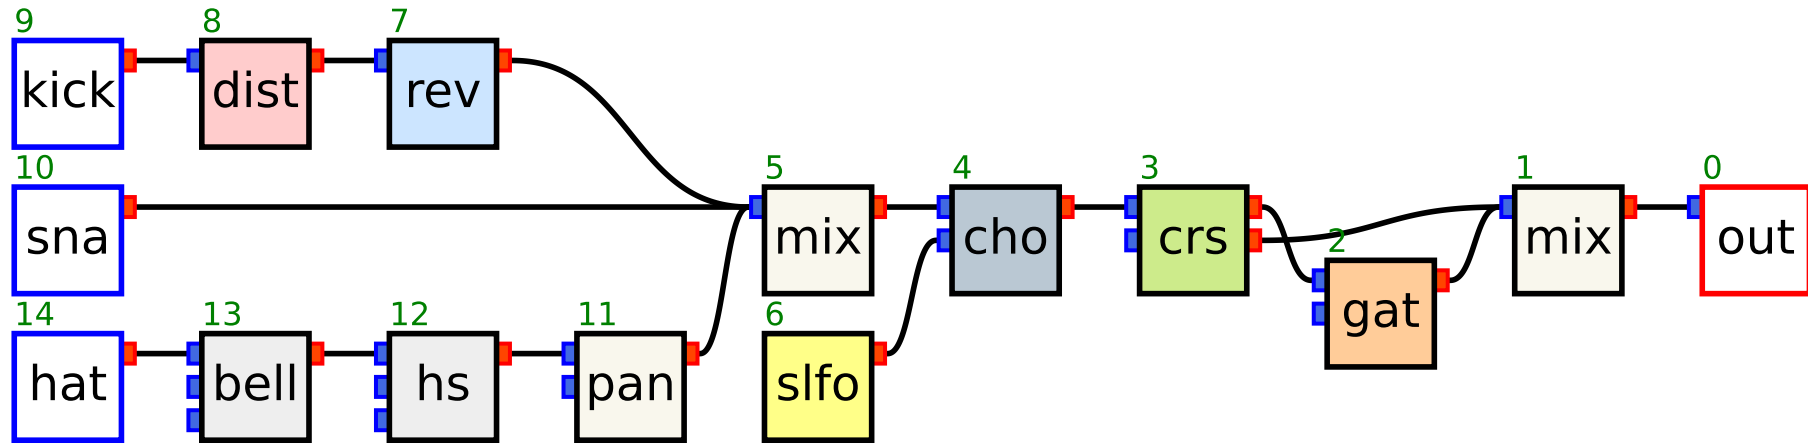 9 8 7
kick dist rev
10 5 4 3 1 0
sna mix cho crs mix out
2
gat
14 13 12 11 6
hat bell hs pan slfo